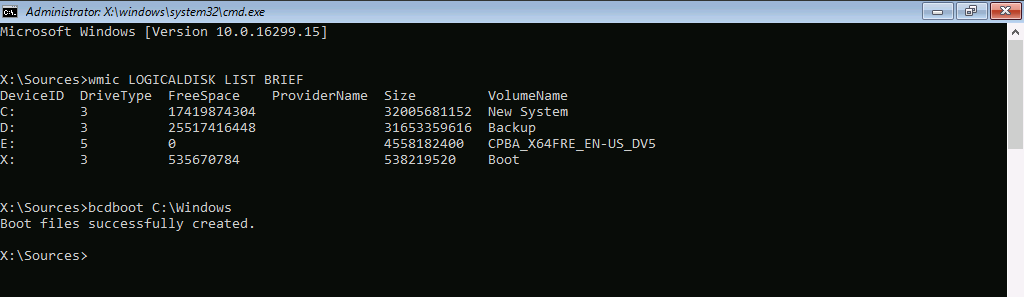 Administrator: X:\windows\system32\cmd.exe
Microsoft Windows [Version 10.0.16299.15]
X:\Sources>wmic LOGICALDISK LIST BRIEF
DeviceID  DriveType  FreeSpace    ProviderName  Size         VolumeName
C:        3          17419874304                32005681152  New System
D:        3          25517416448                31653359616  Backup
E:        5          0                          4558182400   CPBA_X64FRE_EN-US_DV5
X:        3          535670784                  538219520    Boot
X:\Sources>bcdboot C:\Windows
Boot files successfully created.
X:\Sources>